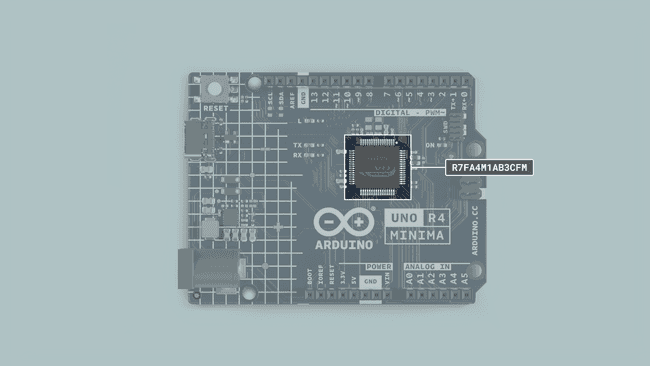 RESET
SCL
SDA
AREF
GND
13
12
~11
~10
~9
8
7
~6
~5
4
~3
2
TX→1
RX←0
DIGITAL (PWM~)
L
TX
RX
ON
SWD
R7FA4M1AB3CFM
UNO R4
MINIMA
ARDUINO
ARDUINO.CC
POWER
ANALOG IN
BOOT
IOREF
RESET
3.3V
5V
GND
VIN
A0
A1
A2
A3
A4
A5